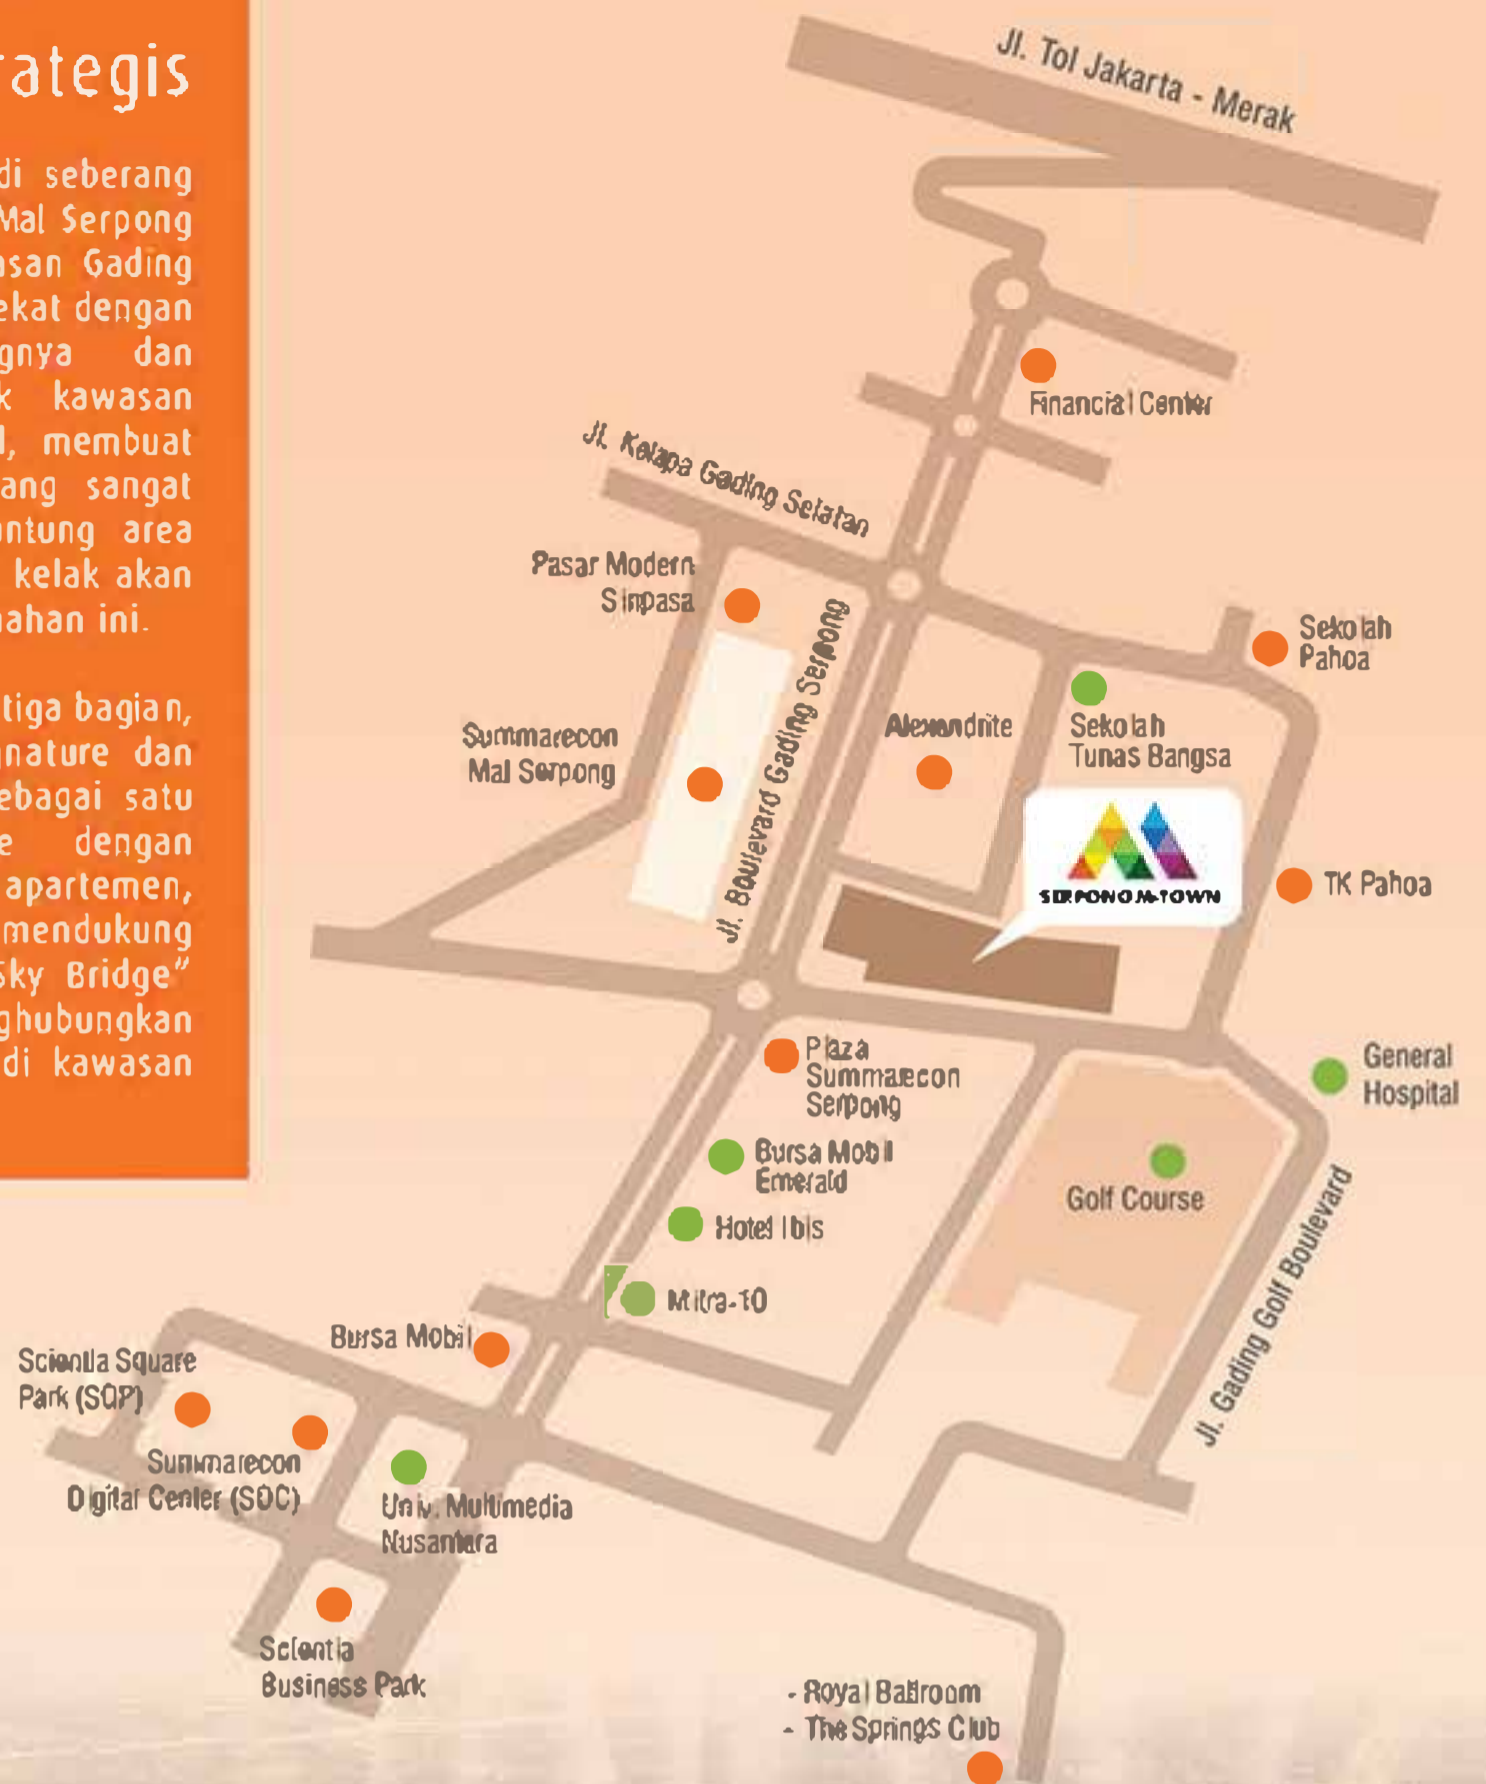 rategis
di seberang
Mal Serpong
asan Gading
ekat dengan
gnya dan
k kawasan
l, membuat
ang sangat
antung area
kelak akan
nahan ini.
tiga bagian,
gnature dan
ebagai satu
e dengan
apartemen,
mendukung
Sky Bridge"
ghubungkan
di kawasan
Jl. Tol Jakarta - Merak
Financial Center
Jl. Kelapa Gading Selatan
Pasar Modern
Sinpasa
Sekolah
Pahoa
Jl. Boulevard Gading Serpong
Summarecon
Mal Serpong
Alexandrite
Sekolah
Tunas Bangsa
SERPONG M-TOWN
TK Pahoa
Plaza
Summarecon
Serpong
General
Hospital
Bursa Mobil
Emerald
Golf Course
Hotel Ibis
Jl. Gading Golf Boulevard
Mitra-10
Bursa Mobil
Scientia Square
Park (SQP)
Summarecon
Digital Center (SDC)
Univ. Multimedia
Nusantara
Scientia
Business Park
- Royal Ballroom
- The Springs Club